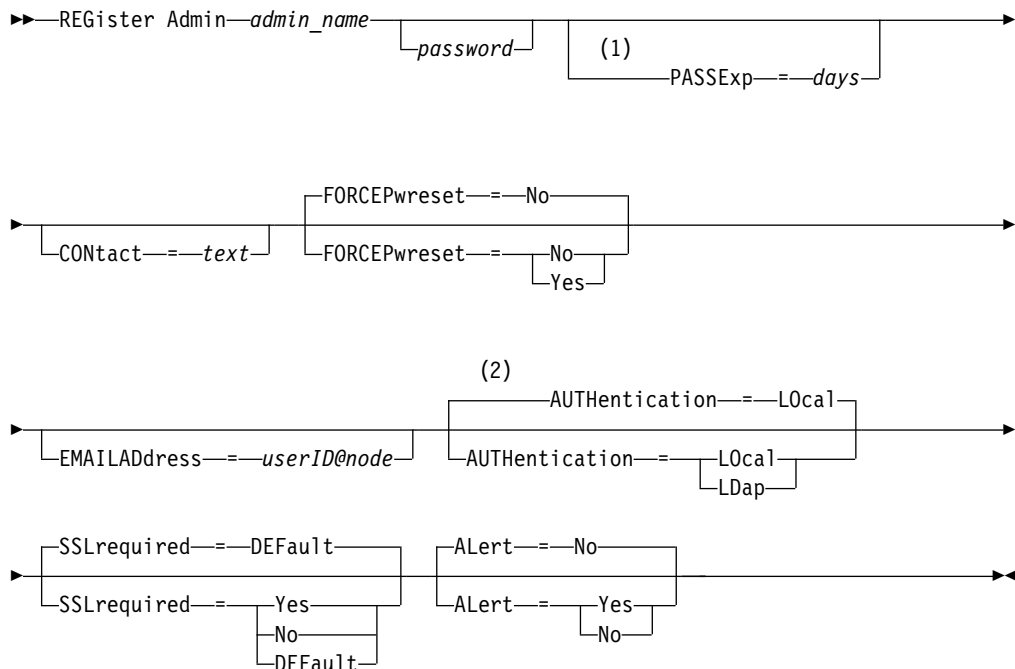 REGister Admin admin_name
password
(1)
PASSExp = days
FORCEPwreset = No
CONtact = text
FORCEPwreset = No
Yes
(2)
AUTHentication = LOcal
EMAILADdress = userID@node
AUTHentication = LOcal
LDap
SSLrequired = DEFault
ALert = No
SSLrequired = Yes
No
DEFault
ALert = Yes
No